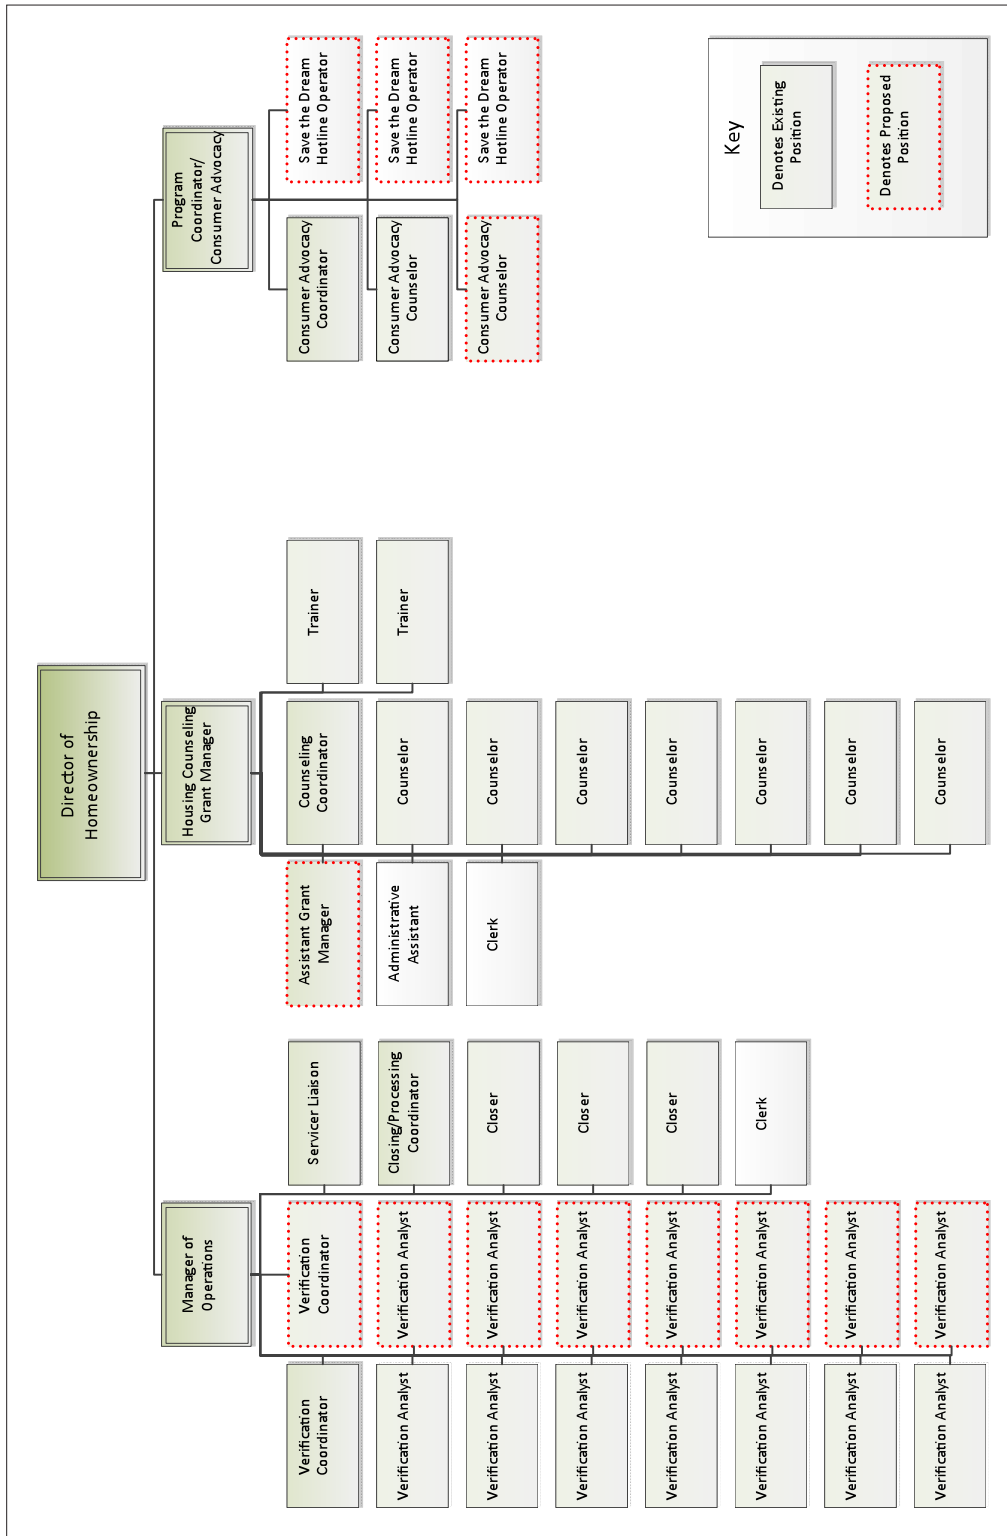 Director of
Homeownership
Manager of
Operations
Housing Counseling
Grant Manager
Program
Coordinator/
Consumer Advocacy
Verification
Coordinator
Verification
Coordinator
Servicer Liaison
Assistant Grant
Manager
Counseling
Coordinator
Trainer
Consumer Advocacy
Coordinator
Save the Dream
Hotline Operator
Verification Analyst
Verification Analyst
Closing/Processing
Coordinator
Administrative
Assistant
Counselor
Trainer
Consumer Advocacy
Counselor
Save the Dream
Hotline Operator
Verification Analyst
Verification Analyst
Closer
Clerk
Counselor
Consumer Advocacy
Counselor
Save the Dream
Hotline Operator
Verification Analyst
Verification Analyst
Closer
Counselor
Verification Analyst
Verification Analyst
Closer
Counselor
Verification Analyst
Verification Analyst
Clerk
Counselor
Verification Analyst
Verification Analyst
Counselor
Verification Analyst
Verification Analyst
Counselor
Key
Denotes Existing
Position
Denotes Proposed
Position